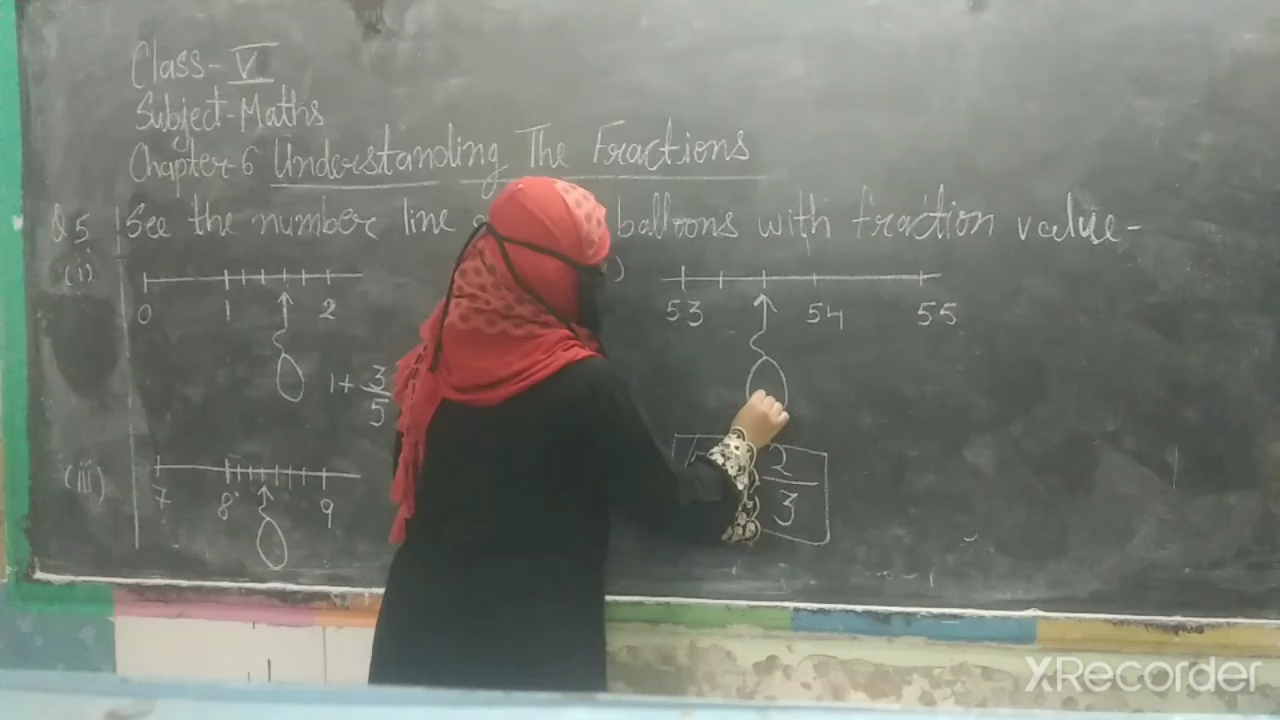 Class - V
Subject - Maths
Chapter-6 Understanding The Fractions
Q5. See the number line balloons with fraction value -
(i) 0 1 2
1+ 3/5
) 53 54 55
2/3
(iii) 7 8 9
XRecorder